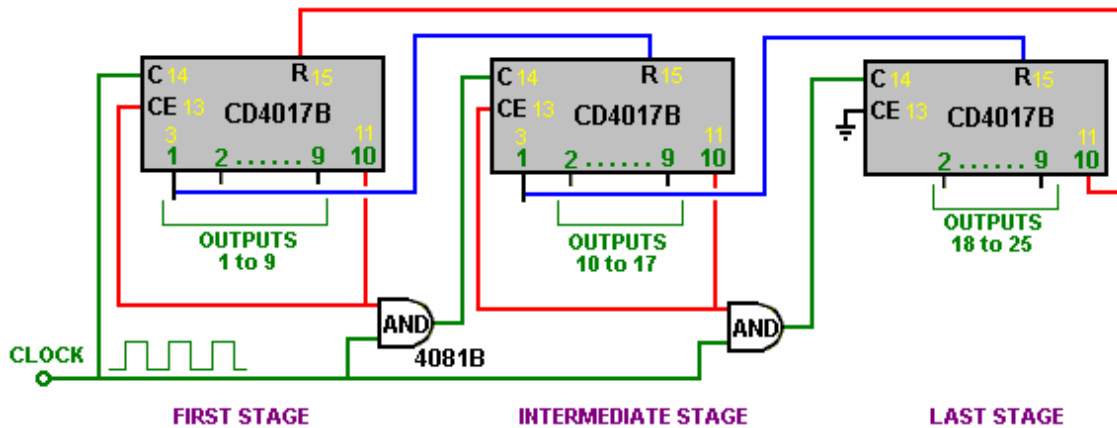 C 14
R 15
CE 13
CD4017B
3
11
1 2 ...... 9 10
OUTPUTS
1 to 9
C 14
R 15
CE 13
CD4017B
3
11
1 2 ...... 9 10
OUTPUTS
10 to 17
C 14
R 15
CE 13
CD4017B
11
2 ...... 9 10
OUTPUTS
18 to 25
AND
4081B
AND
CLOCK
FIRST STAGE
INTERMEDIATE STAGE
LAST STAGE